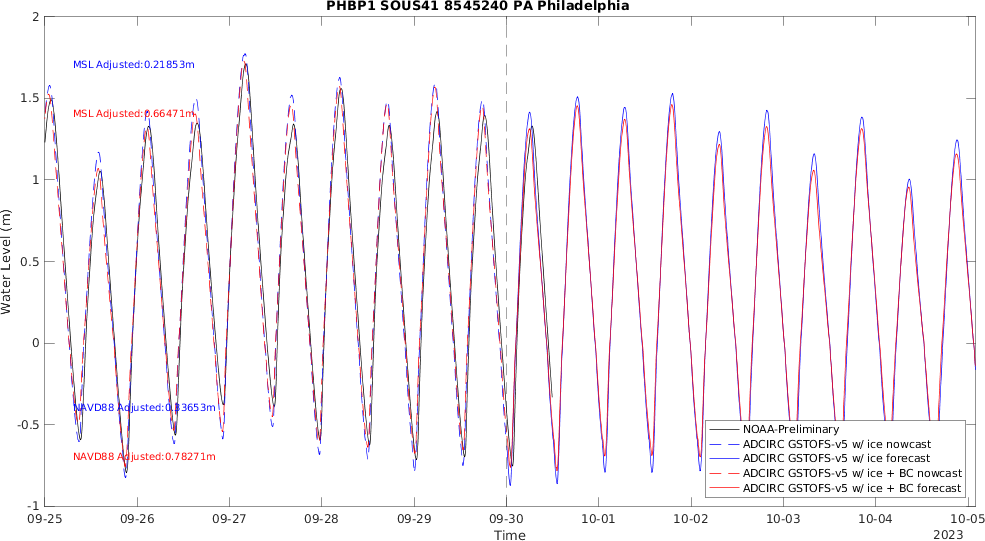 PHBP1 SOUS41 8545240 PA Philadelphia
2
1.5
1
0.5
0
-0.5
-1
Water Level (m)
MSL Adjusted:0.21853m
MSL Adjusted:0.66471m
NAVD88 Adjusted:0.33653m
NAVD88 Adjusted:0.78271m
NOAA-Preliminary
ADCIRC GSTOFS-v5 w/ ice nowcast
ADCIRC GSTOFS-v5 w/ ice forecast
ADCIRC GSTOFS-v5 w/ ice + BC nowcast
ADCIRC GSTOFS-v5 w/ ice + BC forecast
09-25 09-26 09-27 09-28 09-29 09-30 10-01 10-02 10-03 10-04 10-05
Time
2023